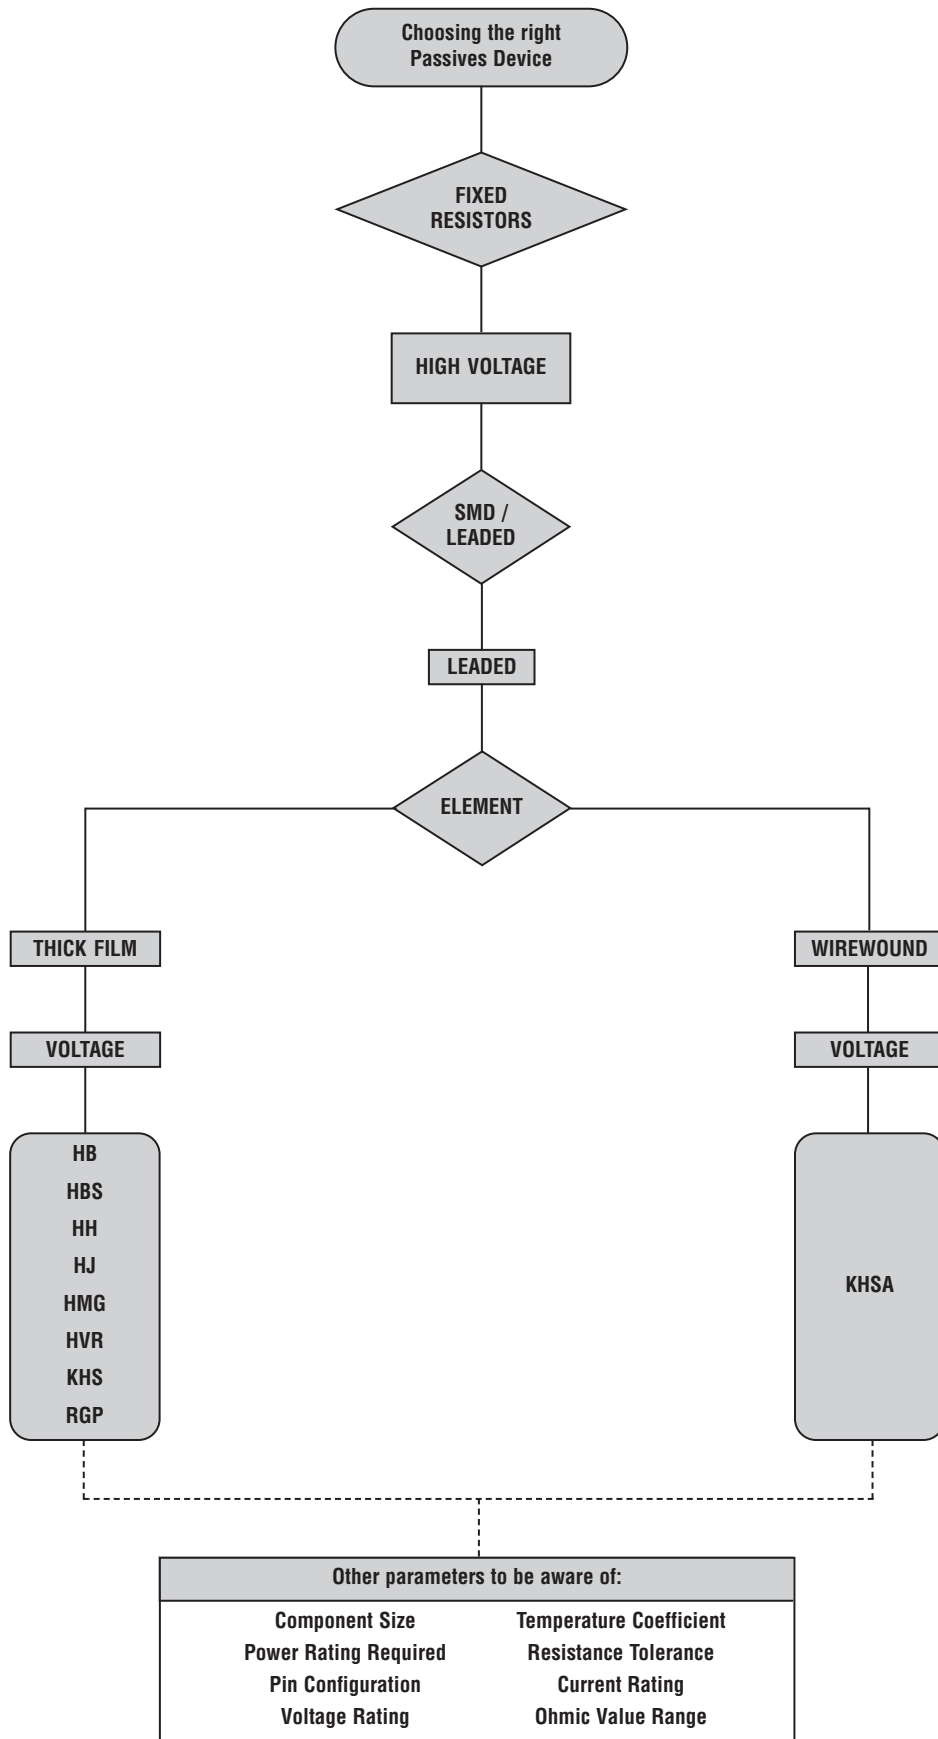 Choosing the right
Passives Device
FIXED
RESISTORS
HIGH VOLTAGE
SMD /
LEADED
LEADED
ELEMENT
THICK FILM
WIREWOUND
VOLTAGE
VOLTAGE
HB
HBS
HH
HJ
HMG
HVR
KHS
RGP
KHSA
Other parameters to be aware of:
Component Size
Temperature Coefficient
Power Rating Required
Resistance Tolerance
Pin Configuration
Current Rating
Voltage Rating
Ohmic Value Range